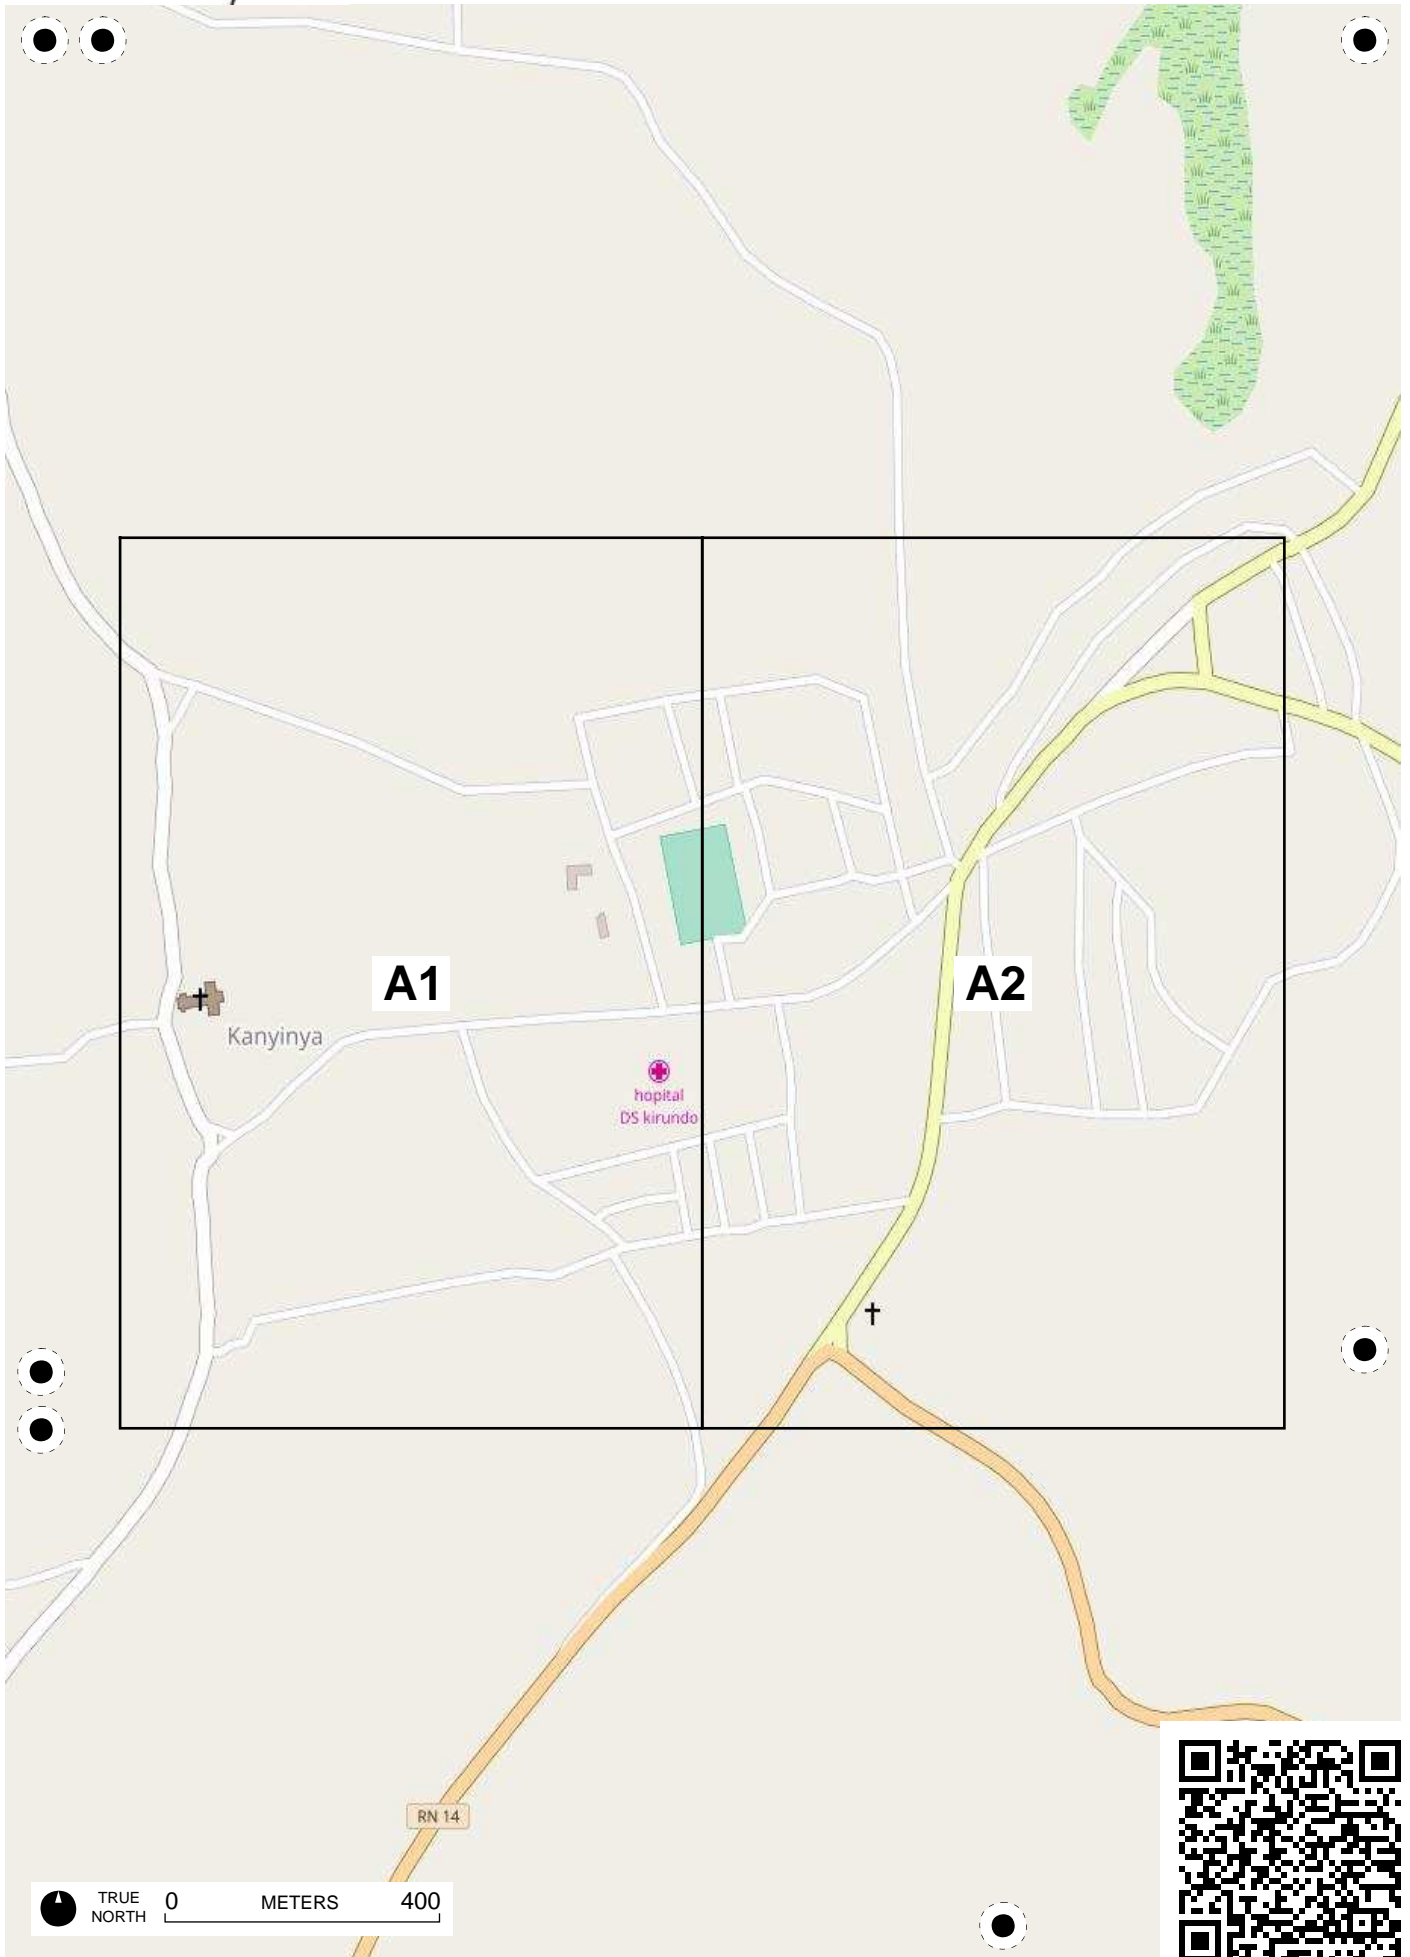 A1
A2
Kanyinya
hopital
DS kirundo
RN 14
TRUE
NORTH
0 METERS 400